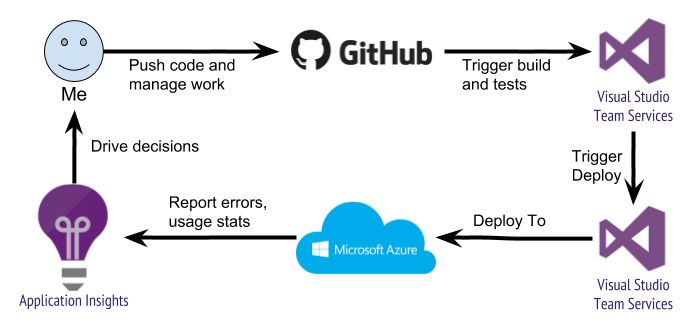 GitHub
Push code and
manage work
Trigger build
and tests
Me
Visual Studio
Team Services
Drive decisions
Trigger
Deploy
Report errors,
usage stats
Deploy To
Microsoft Azure
Application Insights
Visual Studio
Team Services